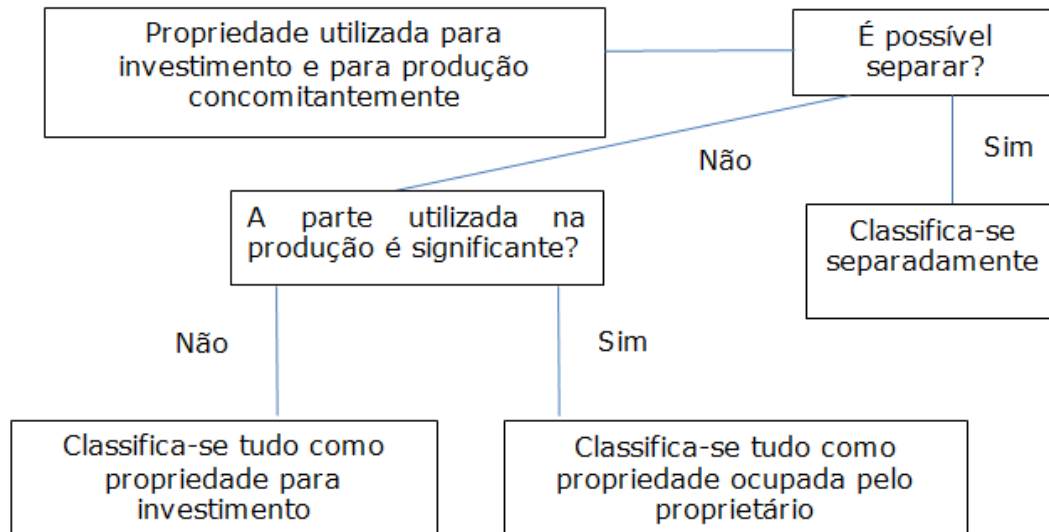 Propriedade utilizada para
investimento e para produção
concomitantemente
É possível
separar?
Não
Sim
A parte utilizada na
produção é significante?
Classifica-se
separadamente
Não
Sim
Classifica-se tudo como
propriedade para
investimento
Classifica-se tudo como
propriedade ocupada pelo
proprietário